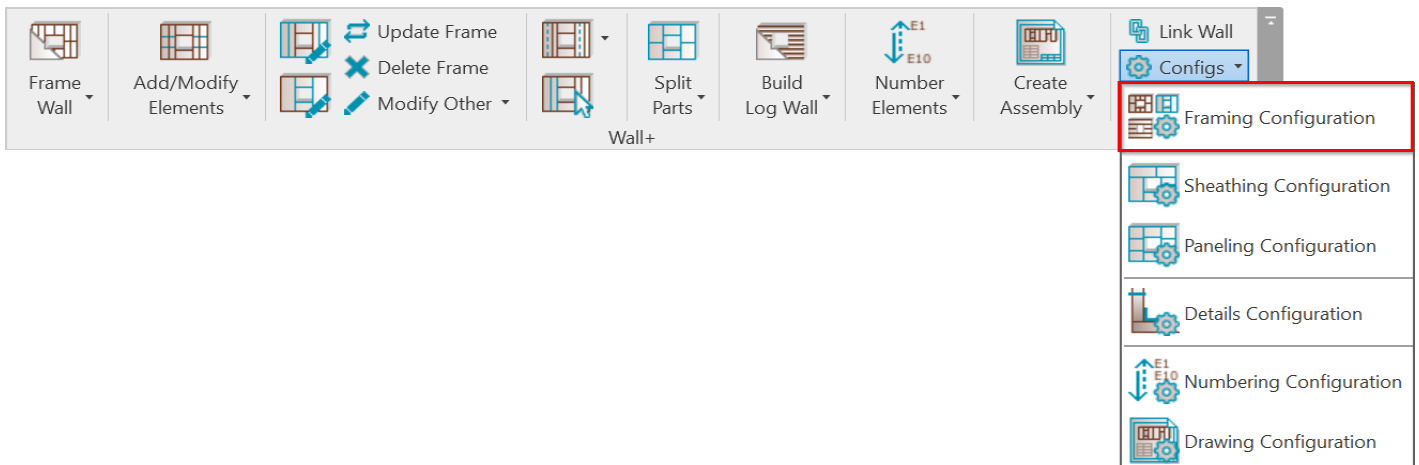 Frame
Wall
Add/Modify
Elements
Update Frame
Delete Frame
Modify Other
Split
Parts
Build
Log Wall
E1
E10
Number
Elements
Create
Assembly
Link Wall
Configs
Wall+
Framing Configuration
Sheathing Configuration
Paneling Configuration
Details Configuration
E1
E10
Numbering Configuration
Drawing Configuration